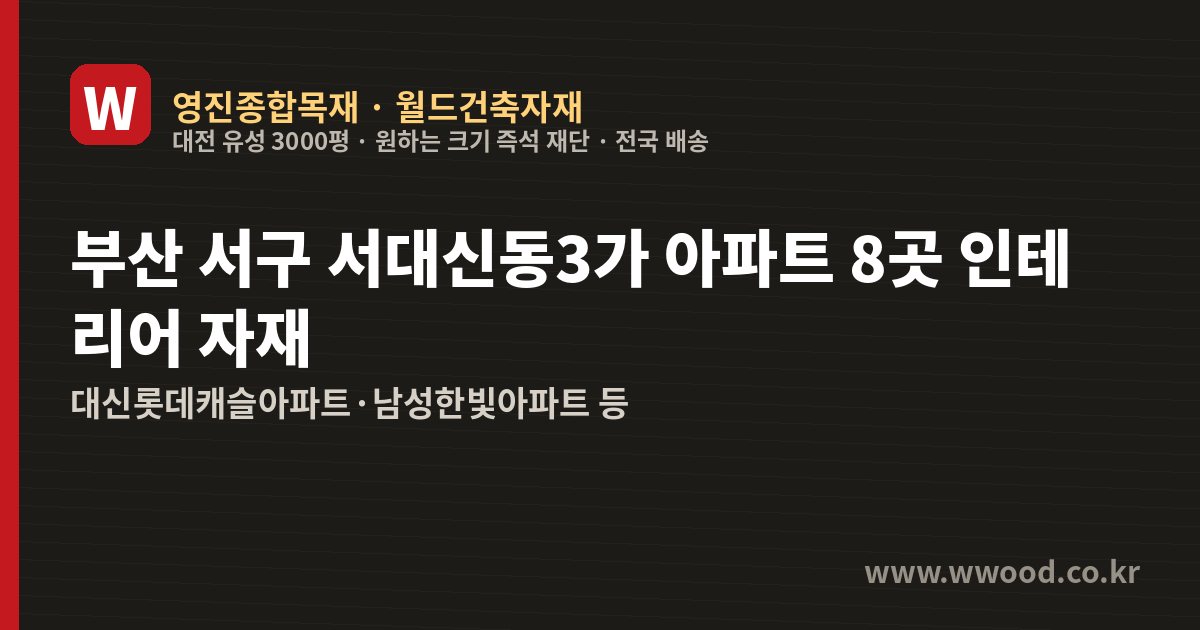 W
영진종합목재 · 월드건축자재
대전 유성 3000평 · 원하는 크기 즉석 재단 · 전국 배송
부산 서구 서대신동3가 아파트 8곳 인테
리어 자재
대신롯데캐슬아파트·남성한빛아파트 등
www.wwood.co.kr